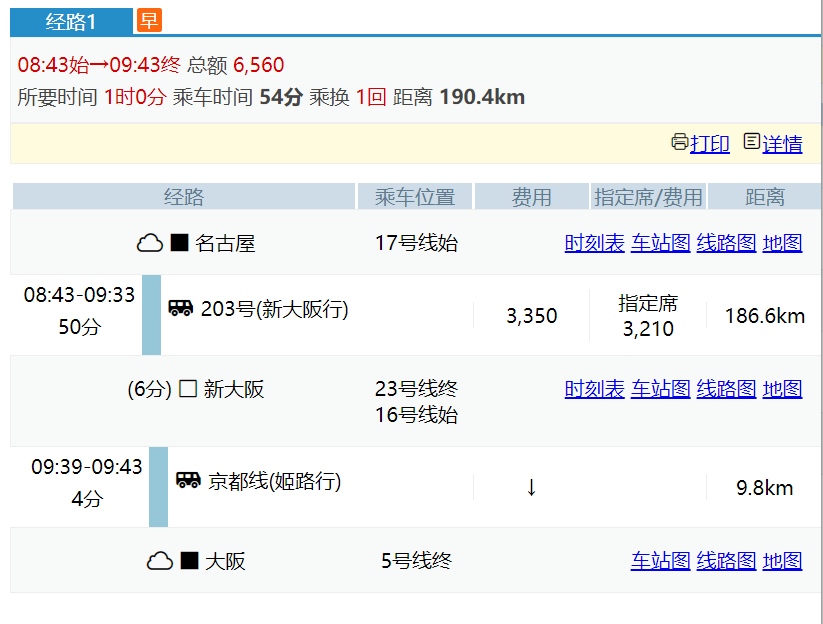 经路1 早
08:43始→09:43终 总额 6,560
所要时间 1时0分 乘车时间 54分 乘换 1回 距离 190.4km
打印 详情
经路 乘车位置 费用 指定席/费用 距离
名古屋 17号线始 时刻表 车站图 线路图 地图
08:43-09:33
50分
203号(新大阪行) 3,350 指定席
3,210
186.6km
(6分) 新大阪 23号线终
16号线始
时刻表 车站图 线路图 地图
09:39-09:43
4分
京都线(姬路行) ↓ 9.8km
大阪 5号线终 车站图 线路图 地图